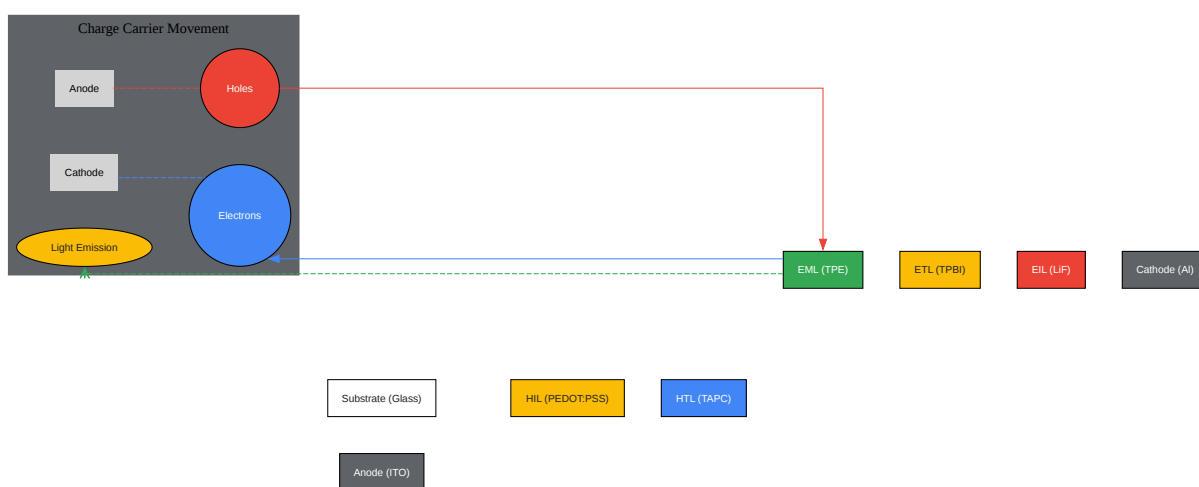 Charge Carrier Movement
Anode
Holes
Cathode
Electrons
Light Emission
EML (TPE)
ETL (TPBI)
EIL (LiF)
Cathode (Al)
Substrate (Glass)
HIL (PEDOT:PSS)
HTL (TAPC)
Anode (ITO)